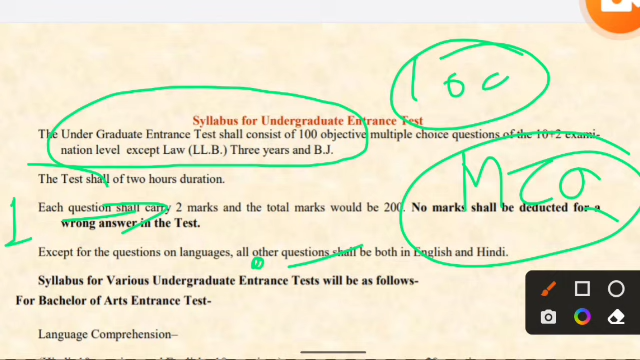 100
Syllabus for Undergraduate Entrance Test
The Under Graduate Entrance Test shall consist of 100 objective multiple choice questions of the 10+2 exami-
nation level except Law (LL.B.) Three years and B.J.
The Test shall of two hours duration.
MCQ
Each question shall carry 2 marks and the total marks would be 200. No marks shall be deducted for a
1
wrong answer in the Test.
Except for the questions on languages, all other questions shall be both in English and Hindi.
Syllabus for Various Undergraduate Entrance Tests will be as follows-
For Bachelor of Arts Entrance Test-
Language Comprehension–